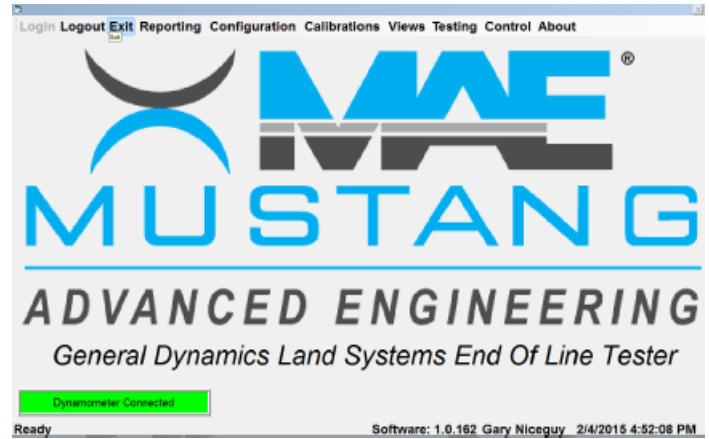 Login Logout Exit Reporting Configuration Calibrations Views Testing Control About
Exit
MAE®
MUSTANG
ADVANCED ENGINEERING
General Dynamics Land Systems End Of Line Tester
Dynamometer Connected
Ready Software: 1.0.162 Gary Niceguy 2/4/2015 4:52:08 PM